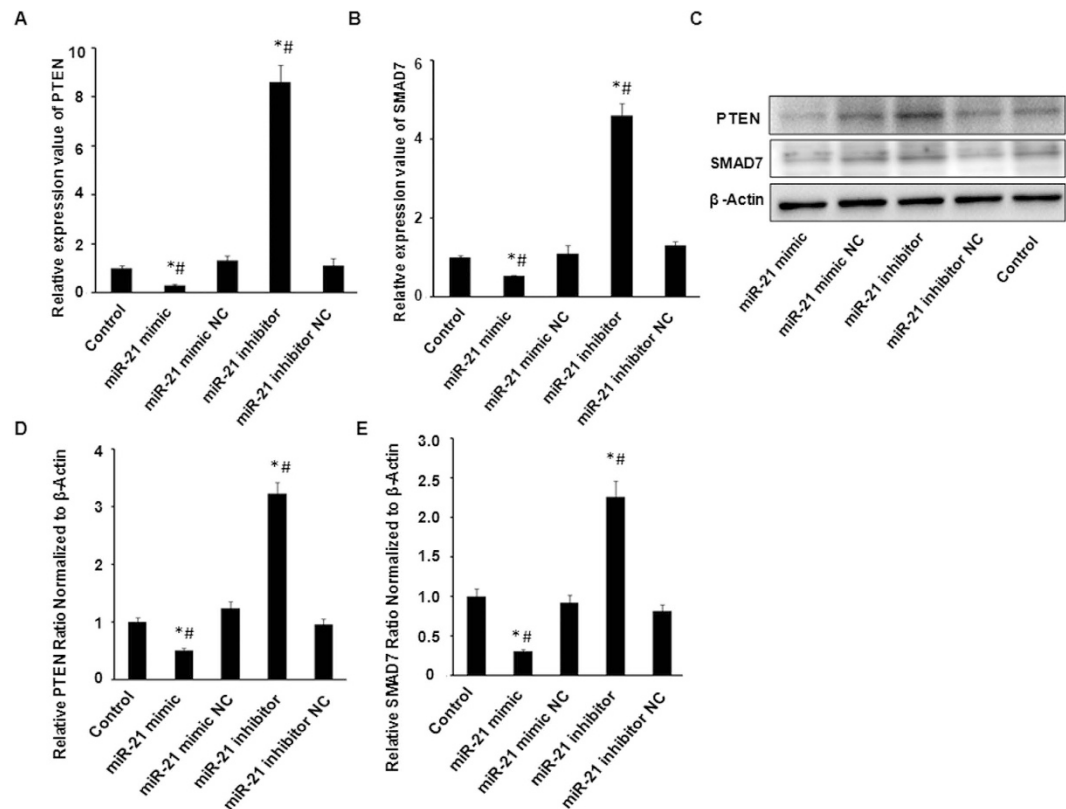 A
Relative expression value of PTEN
10
8
6
4
2
0
*#
*#
Control
miR-21 mimic
miR-21 mimic NC
miR-21 inhibitor
miR-21 inhibitor NC
B
Relative expression value of SMAD7
6
4
2
0
*#
*#
Control
miR-21 mimic
miR-21 mimic NC
miR-21 inhibitor
miR-21 inhibitor NC
C
PTEN
SMAD7
β-Actin
miR-21 mimic
miR-21 mimic NC
miR-21 inhibitor
miR-21 inhibitor NC
Control
D
Relative PTEN Ratio Normalized to β-Actin
4
3
2
1
0
*#
*#
Control
miR-21 mimic
miR-21 mimic NC
miR-21 inhibitor
miR-21 inhibitor NC
E
Relative SMAD7 Ratio Normalized to β-Actin
3.0
2.5
2.0
1.5
1.0
0.5
0
*#
*#
Control
miR-21 mimic
miR-21 mimic NC
miR-21 inhibitor
miR-21 inhibitor NC